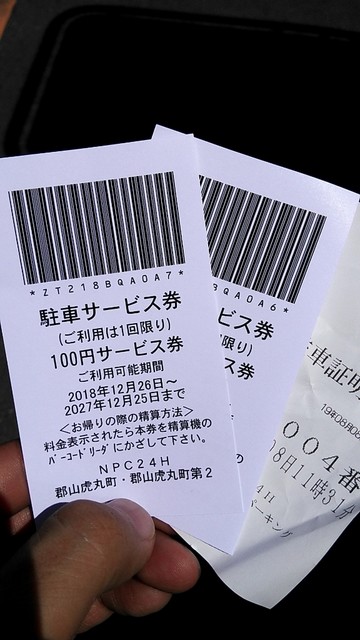 *ZT218BQA0A7*
駐車サービス券
(ご利用は1回限り)
100円サービス券
ご利用可能期間
2018年12月26日～
2027年12月25日まで
<お帰りの際の精算方法>
料金表示されたら本券を精算機の
バーコードリーダにかざして下さい。
NPC24H
郡山虎丸町・郡山虎丸町第2
BQA0A6*
ビス券
限り)
ス券
車証明
004番
08日11時31分
4H
パーキング